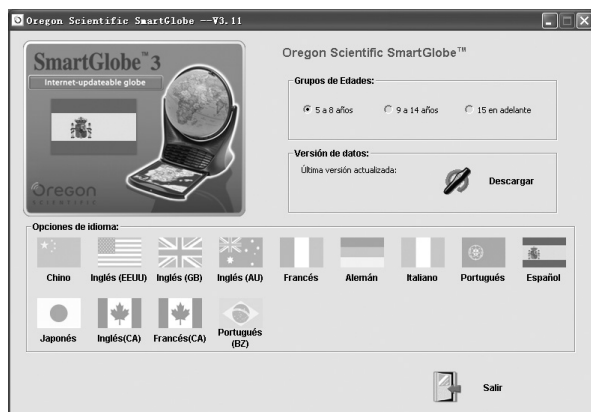 Oregon Scientific SmartGlobe --V3.11
SmartGlobe™ 3
Internet-updateable globe
Oregon
SCIENTIFIC
Oregon Scientific SmartGlobe™
Grupos de Edades:
5 a 8 años
9 a 14 años
15 en adelante
Versión de datos:
Última versión actualizada:
Descargar
Opciones de idioma:
Chino
Inglés (EEUU)
Inglés (GB)
Inglés (AU)
Francés
Alemán
Italiano
Portugués
Español
Japonés
Inglés(CA)
Francés(CA)
Portugués
(BZ)
Salir